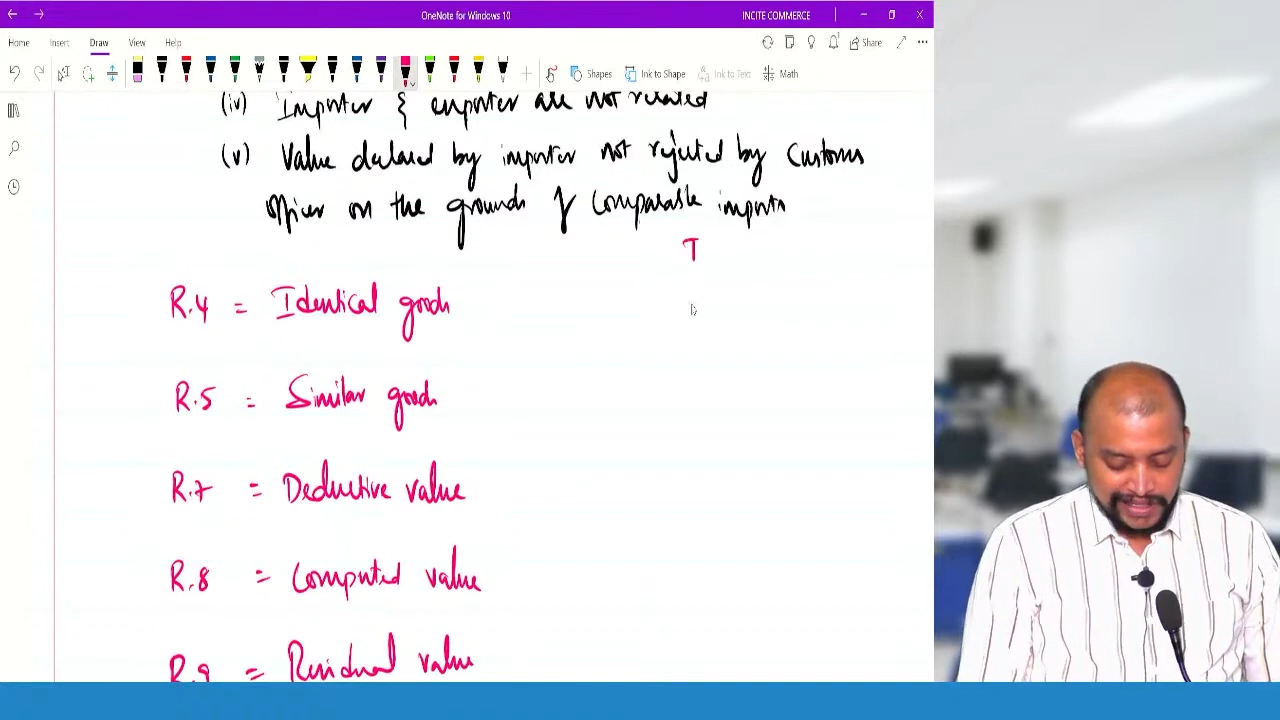 OneNote for Windows 10
INCITE COMMERCE
Home Insert Draw View Help
Share
Shapes Ink to Shape Ink to Text Math
(iv) Importer & exporter are not related
(v) Value declared by importer not rejected by Customs
officer on the grounds of Comparable imports
T
R.4 = Identical goods
R.5 = Similar goods
R.7 = Deductive value
R.8 = Computed value
R.9 = Residual value